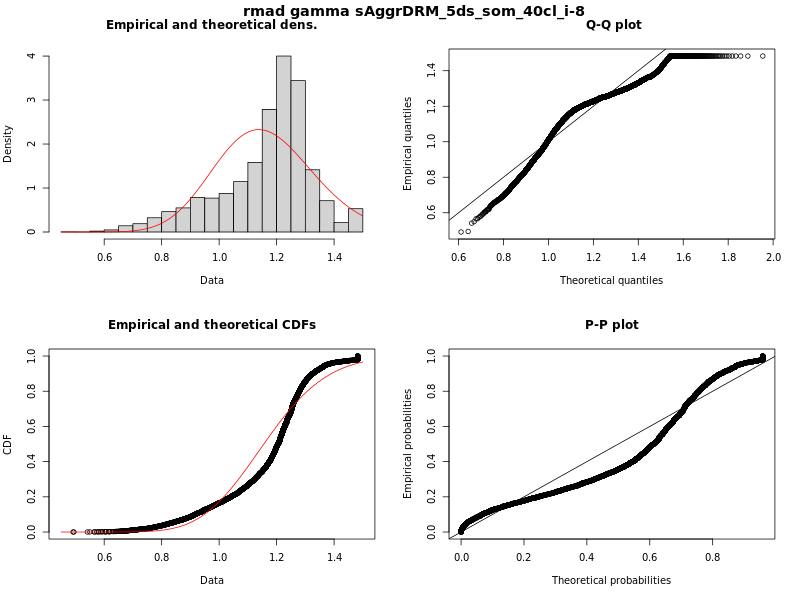 rmad gamma sAggrDRM_5ds_som_40cl_i-8
Empirical and theoretical dens.
Density
0 1 2 3 4
0.6 0.8 1.0 1.2 1.4
Data
Q-Q plot
Empirical quantiles
0.6 0.8 1.0 1.2 1.4
0.6 0.8 1.0 1.2 1.4 1.6 1.8 2.0
Theoretical quantiles
Empirical and theoretical CDFs
CDF
0.0 0.2 0.4 0.6 0.8 1.0
0.6 0.8 1.0 1.2 1.4
Data
P-P plot
Empirical probabilities
0.0 0.2 0.4 0.6 0.8 1.0
0.0 0.2 0.4 0.6 0.8
Theoretical probabilities